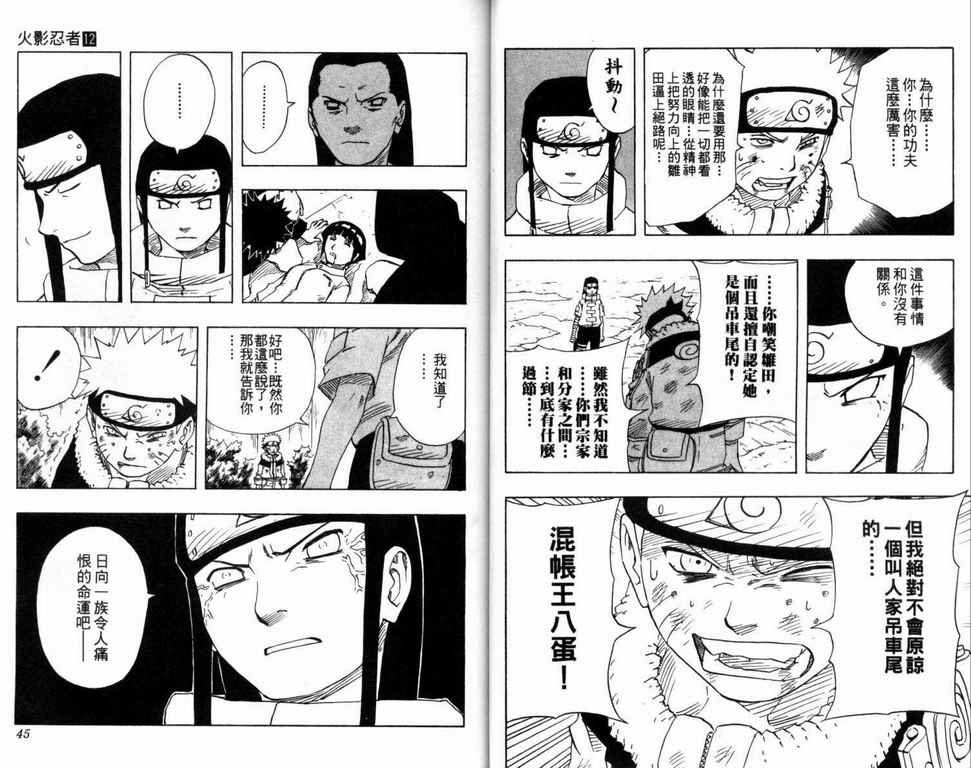 火影忍者12
為什麼……
你…你的功夫
這麼厲害……
為什麼還要用那…
好像能把一切都看
透的眼睛…從精神
上把努力向上的雛
田逼上絕路呢…
抖動～
這件事情
和你沒有
關係。
……你嘲笑雛田，
而且還擅自認定她
是個吊車尾的！
雖然我不知道
……你們宗家
和分家之間…
…到底有什麼
過節……
但我絕對不會原諒
一個叫人家吊車尾
的……
混帳王八蛋！
………
………
…我知道了
好吧…既然你
都這麼說了，
那我就告訴你
……
！
日向一族令人痛
恨的命運吧——
45